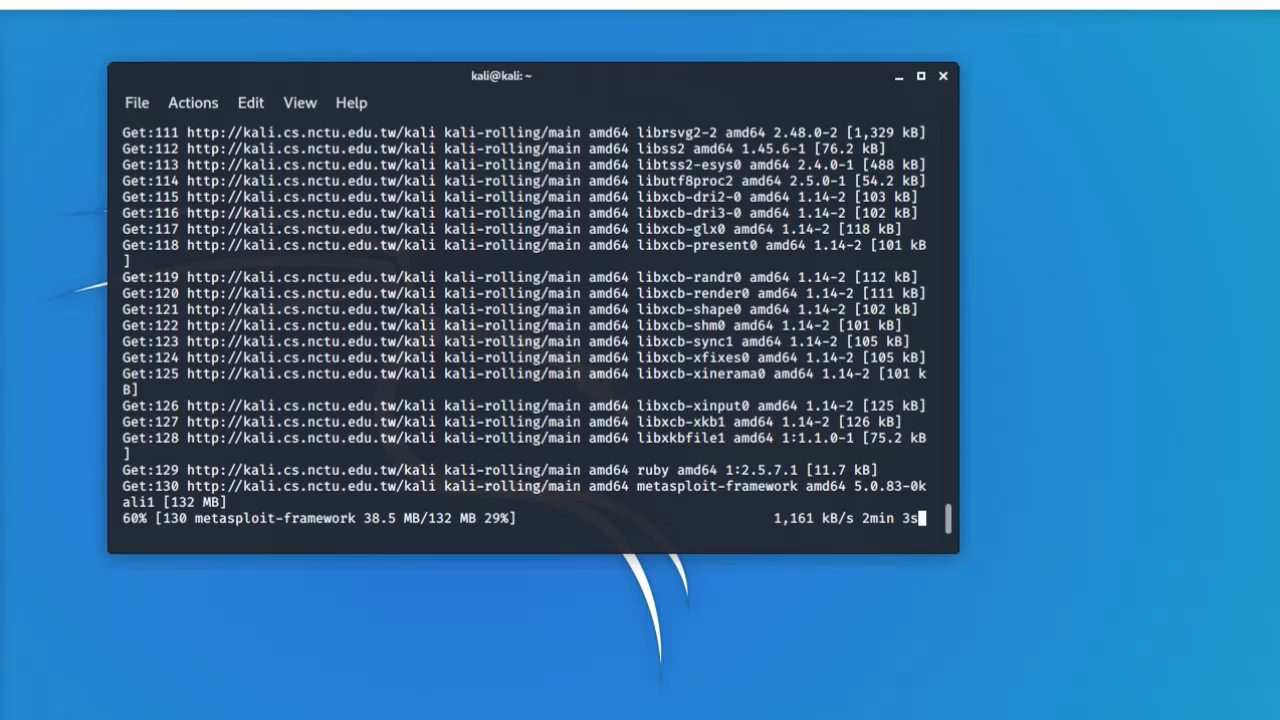 kali@kali: ~
File Actions Edit View Help
Get:111 http://kali.cs.nctu.edu.tw/kali kali-rolling/main amd64 librsvg2-2 amd64 2.48.0-2 [1,329 kB]
Get:112 http://kali.cs.nctu.edu.tw/kali kali-rolling/main amd64 libss2 amd64 1.45.6-1 [76.2 kB]
Get:113 http://kali.cs.nctu.edu.tw/kali kali-rolling/main amd64 libtss2-esys0 amd64 2.4.0-1 [488 kB]
Get:114 http://kali.cs.nctu.edu.tw/kali kali-rolling/main amd64 libutf8proc2 amd64 2.5.0-1 [54.2 kB]
Get:115 http://kali.cs.nctu.edu.tw/kali kali-rolling/main amd64 libxcb-dri2-0 amd64 1.14-2 [103 kB]
Get:116 http://kali.cs.nctu.edu.tw/kali kali-rolling/main amd64 libxcb-dri3-0 amd64 1.14-2 [102 kB]
Get:117 http://kali.cs.nctu.edu.tw/kali kali-rolling/main amd64 libxcb-glx0 amd64 1.14-2 [118 kB]
Get:118 http://kali.cs.nctu.edu.tw/kali kali-rolling/main amd64 libxcb-present0 amd64 1.14-2 [101 kB
]
Get:119 http://kali.cs.nctu.edu.tw/kali kali-rolling/main amd64 libxcb-randr0 amd64 1.14-2 [112 kB]
Get:120 http://kali.cs.nctu.edu.tw/kali kali-rolling/main amd64 libxcb-render0 amd64 1.14-2 [111 kB]
Get:121 http://kali.cs.nctu.edu.tw/kali kali-rolling/main amd64 libxcb-shape0 amd64 1.14-2 [102 kB]
Get:122 http://kali.cs.nctu.edu.tw/kali kali-rolling/main amd64 libxcb-shm0 amd64 1.14-2 [101 kB]
Get:123 http://kali.cs.nctu.edu.tw/kali kali-rolling/main amd64 libxcb-sync1 amd64 1.14-2 [105 kB]
Get:124 http://kali.cs.nctu.edu.tw/kali kali-rolling/main amd64 libxcb-xfixes0 amd64 1.14-2 [105 kB]
Get:125 http://kali.cs.nctu.edu.tw/kali kali-rolling/main amd64 libxcb-xinerama0 amd64 1.14-2 [101 k
B]
Get:126 http://kali.cs.nctu.edu.tw/kali kali-rolling/main amd64 libxcb-xinput0 amd64 1.14-2 [125 kB]
Get:127 http://kali.cs.nctu.edu.tw/kali kali-rolling/main amd64 libxcb-xkb1 amd64 1.14-2 [126 kB]
Get:128 http://kali.cs.nctu.edu.tw/kali kali-rolling/main amd64 libxkbfile1 amd64 1:1.1.0-1 [75.2 kB
]
Get:129 http://kali.cs.nctu.edu.tw/kali kali-rolling/main amd64 ruby amd64 1:2.5.7.1 [11.7 kB]
Get:130 http://kali.cs.nctu.edu.tw/kali kali-rolling/main amd64 metasploit-framework amd64 5.0.83-0k
ali1 [132 MB]
60% [130 metasploit-framework 38.5 MB/132 MB 29%] 1,161 kB/s 2min 3s